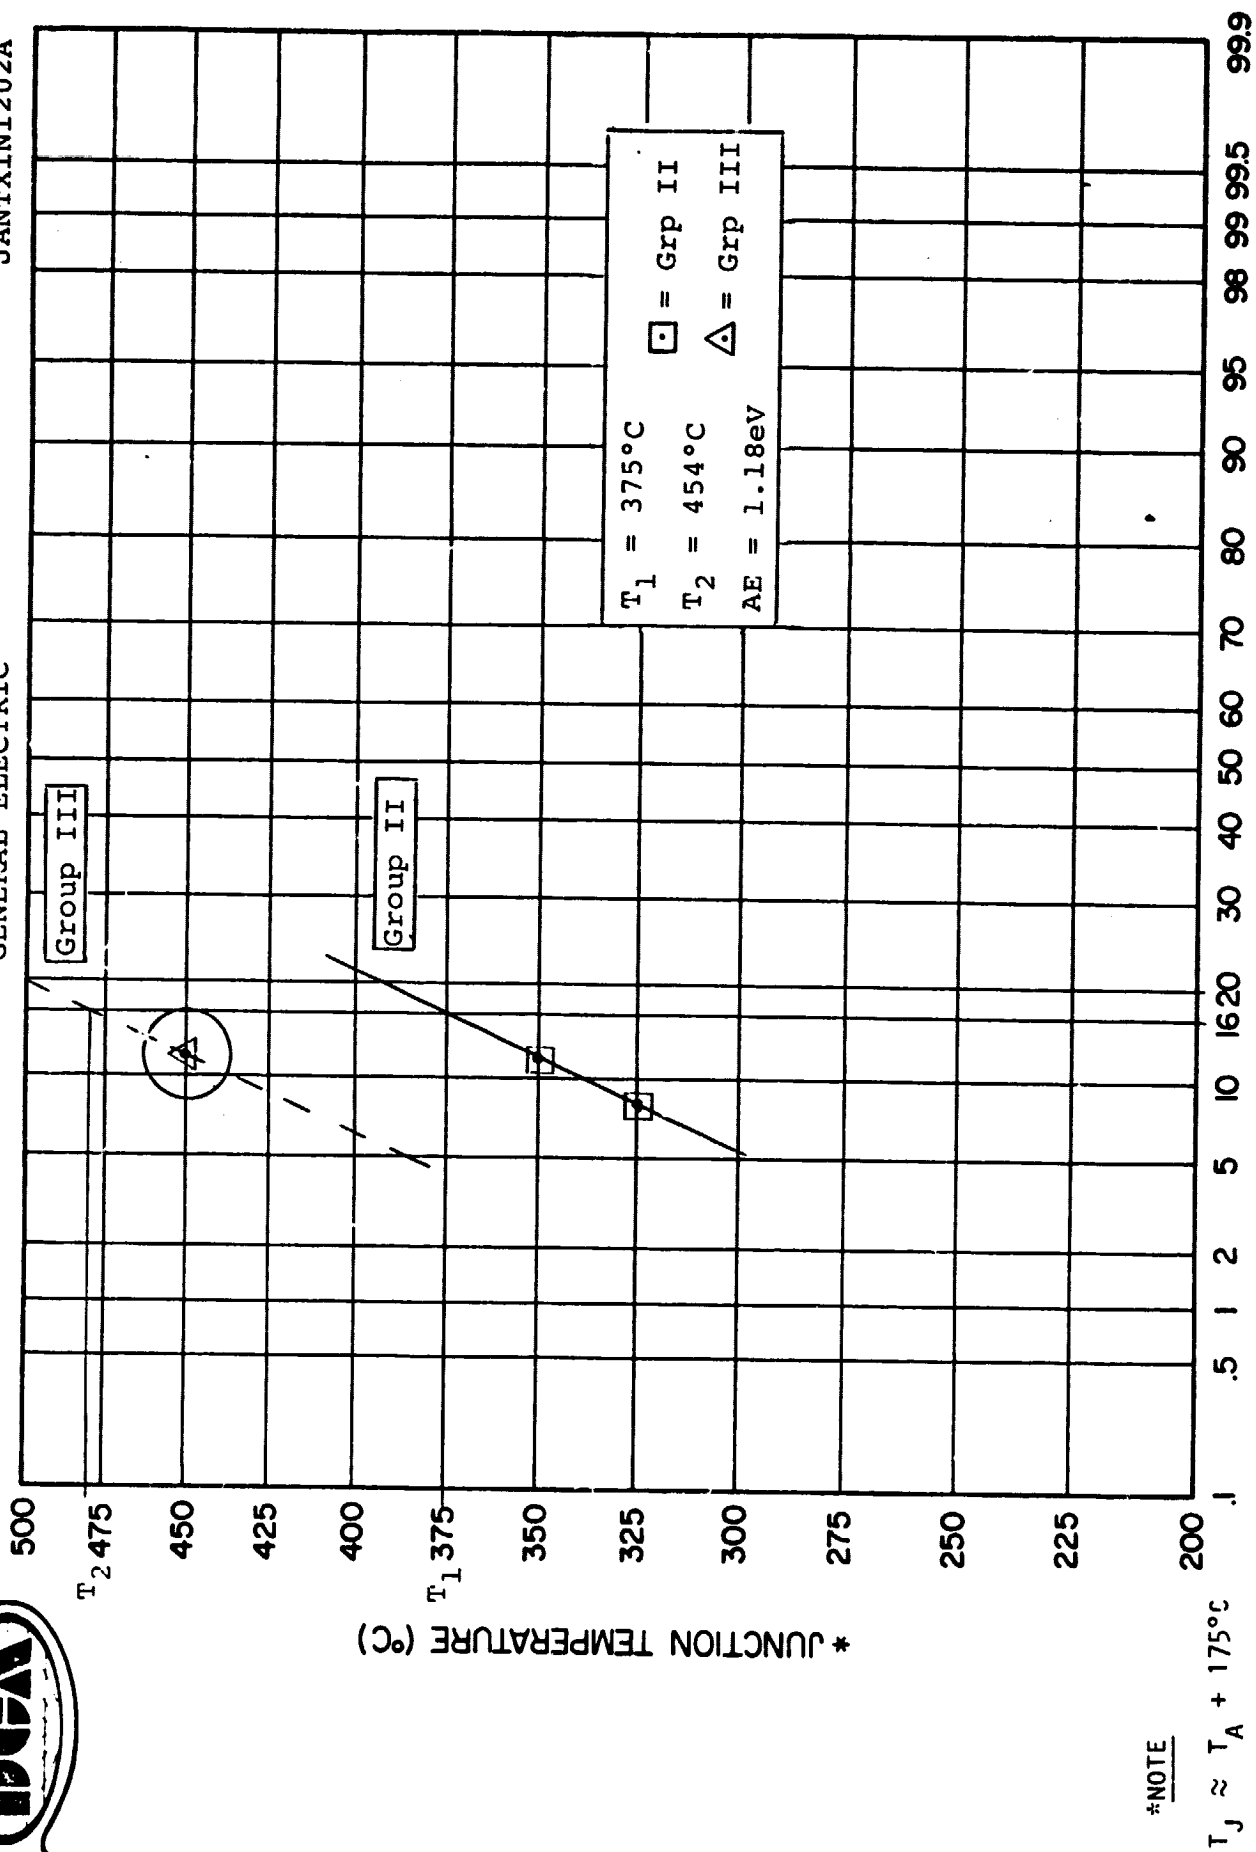 GENERAL ELECTRIC
JANTX1N1202A
500
T2 475
450
425
400
T1 375
350
325
300
275
250
225
200
* JUNCTION TEMPERATURE (°C)
Group III
Group II
T1 = 375°C
T2 = 454°C
AE = 1.18eV
⊡ = Grp II
△ = Grp III
.1 .5 1 2 5 10 16 20 30 40 50 60 70 80 90 95 98 99 99.5 99.9
*NOTE
TJ ≈ TA + 175°C